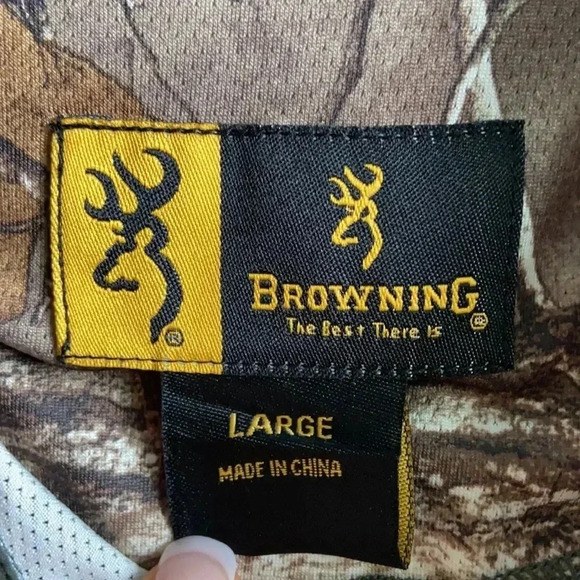 ®
BROWNING ®
The Best There Is
LARGE
MADE IN CHINA